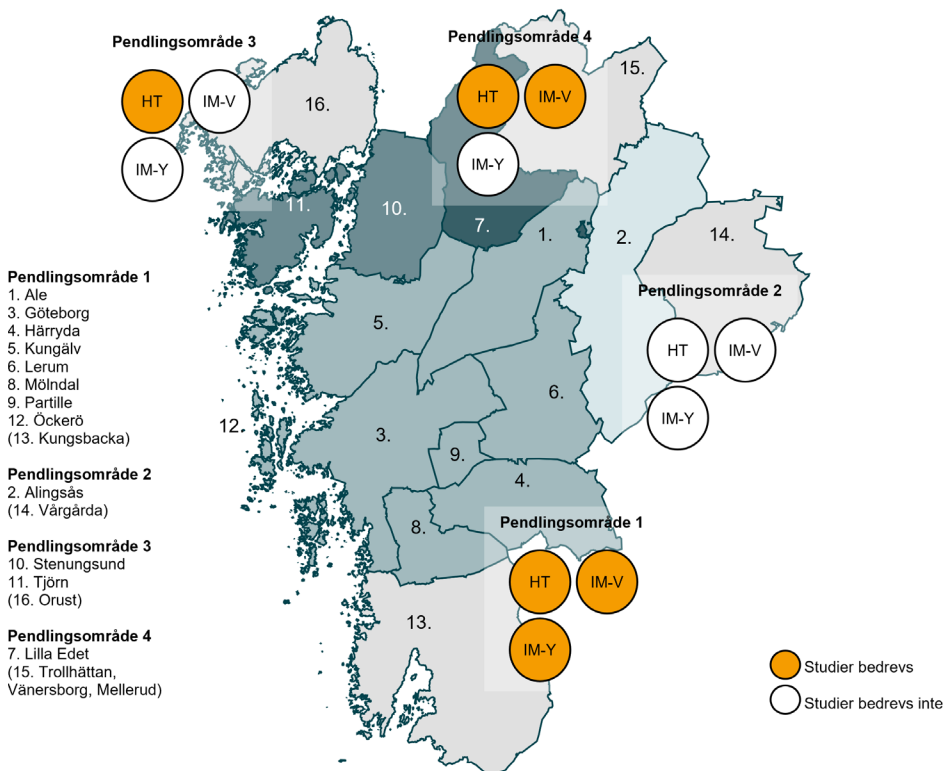 Pendlingsområde 3
HT
IM-V
IM-Y
Pendlingsområde 4
HT
IM-V
IM-Y
16.
15.
11.
10.
7.
1.
2.
14.
Pendlingsområde 2
HT
IM-V
IM-Y
5.
6.
12.
3.
9.
4.
8.
13.
Pendlingsområde 1
HT
IM-V
IM-Y
Pendlingsområde 1
1. Ale
3. Göteborg
4. Härryda
5. Kungälv
6. Lerum
8. Mölndal
9. Partille
12. Öckerö
(13. Kungsbacka)
Pendlingsområde 2
2. Alingsås
(14. Vårgårda)
Pendlingsområde 3
10. Stenungsund
11. Tjörn
(16. Orust)
Pendlingsområde 4
7. Lilla Edet
(15. Trollhättan,
Vänersborg, Mellerud)
Studier bedrevs
Studier bedrevs inte